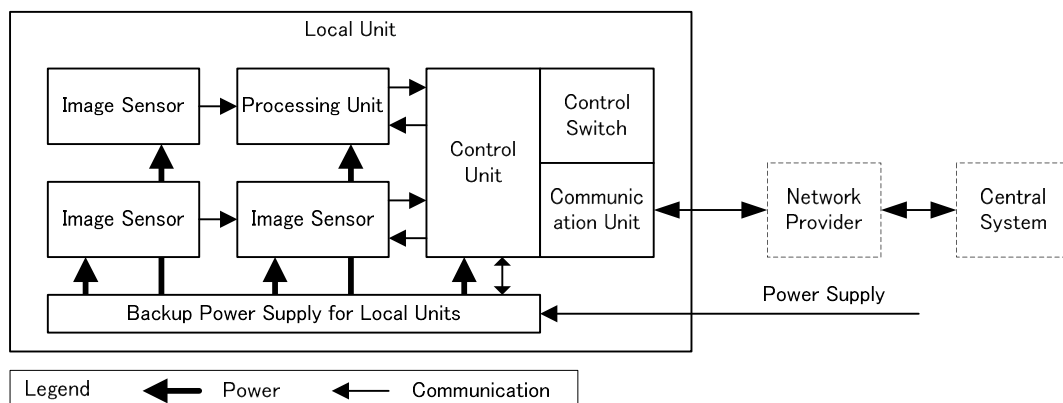 Local Unit
Image Sensor
Processing Unit
Control
Unit
Control
Switch
Image Sensor
Image Sensor
Communic
ation Unit
Network
Provider
Central
System
Backup Power Supply for Local Units
Power Supply
Legend
Power
Communication